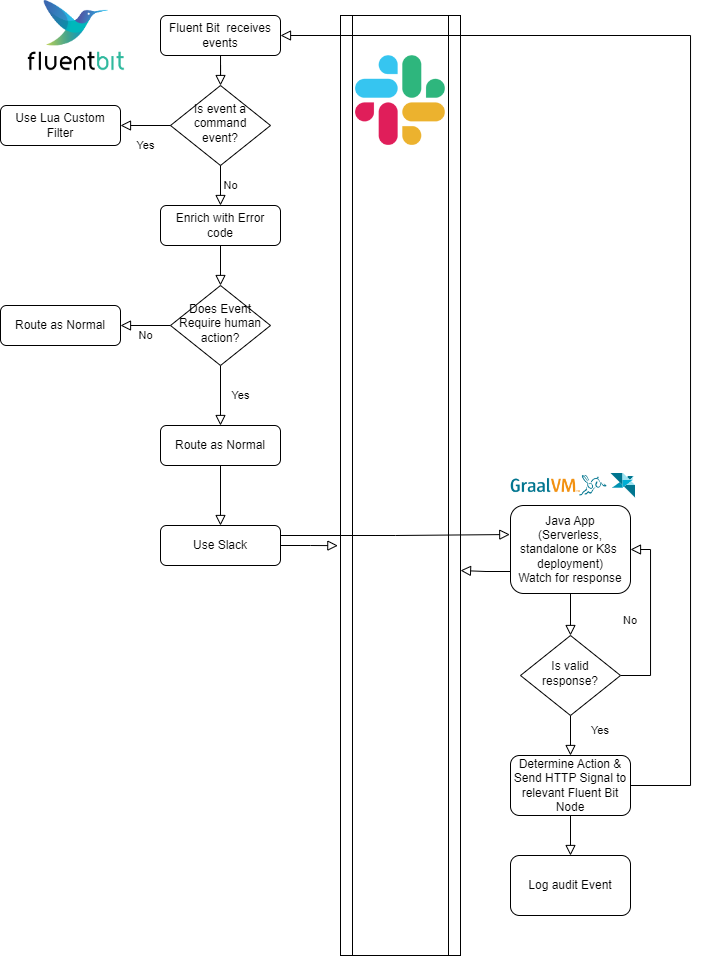 fluentbit
Fluent Bit receives
events
Is event a
command
event?
Use Lua Custom
Filter
Yes
No
Enrich with Error
code
Does Event
Require human
action?
Route as Normal
No
Yes
Route as Normal
Use Slack
GraalVM
Java App
(Serverless,
standalone or K8s
deployment)
Watch for response
No
Is valid
response?
Yes
Determine Action &
Send HTTP Signal to
relevant Fluent Bit
Node
Log audit Event